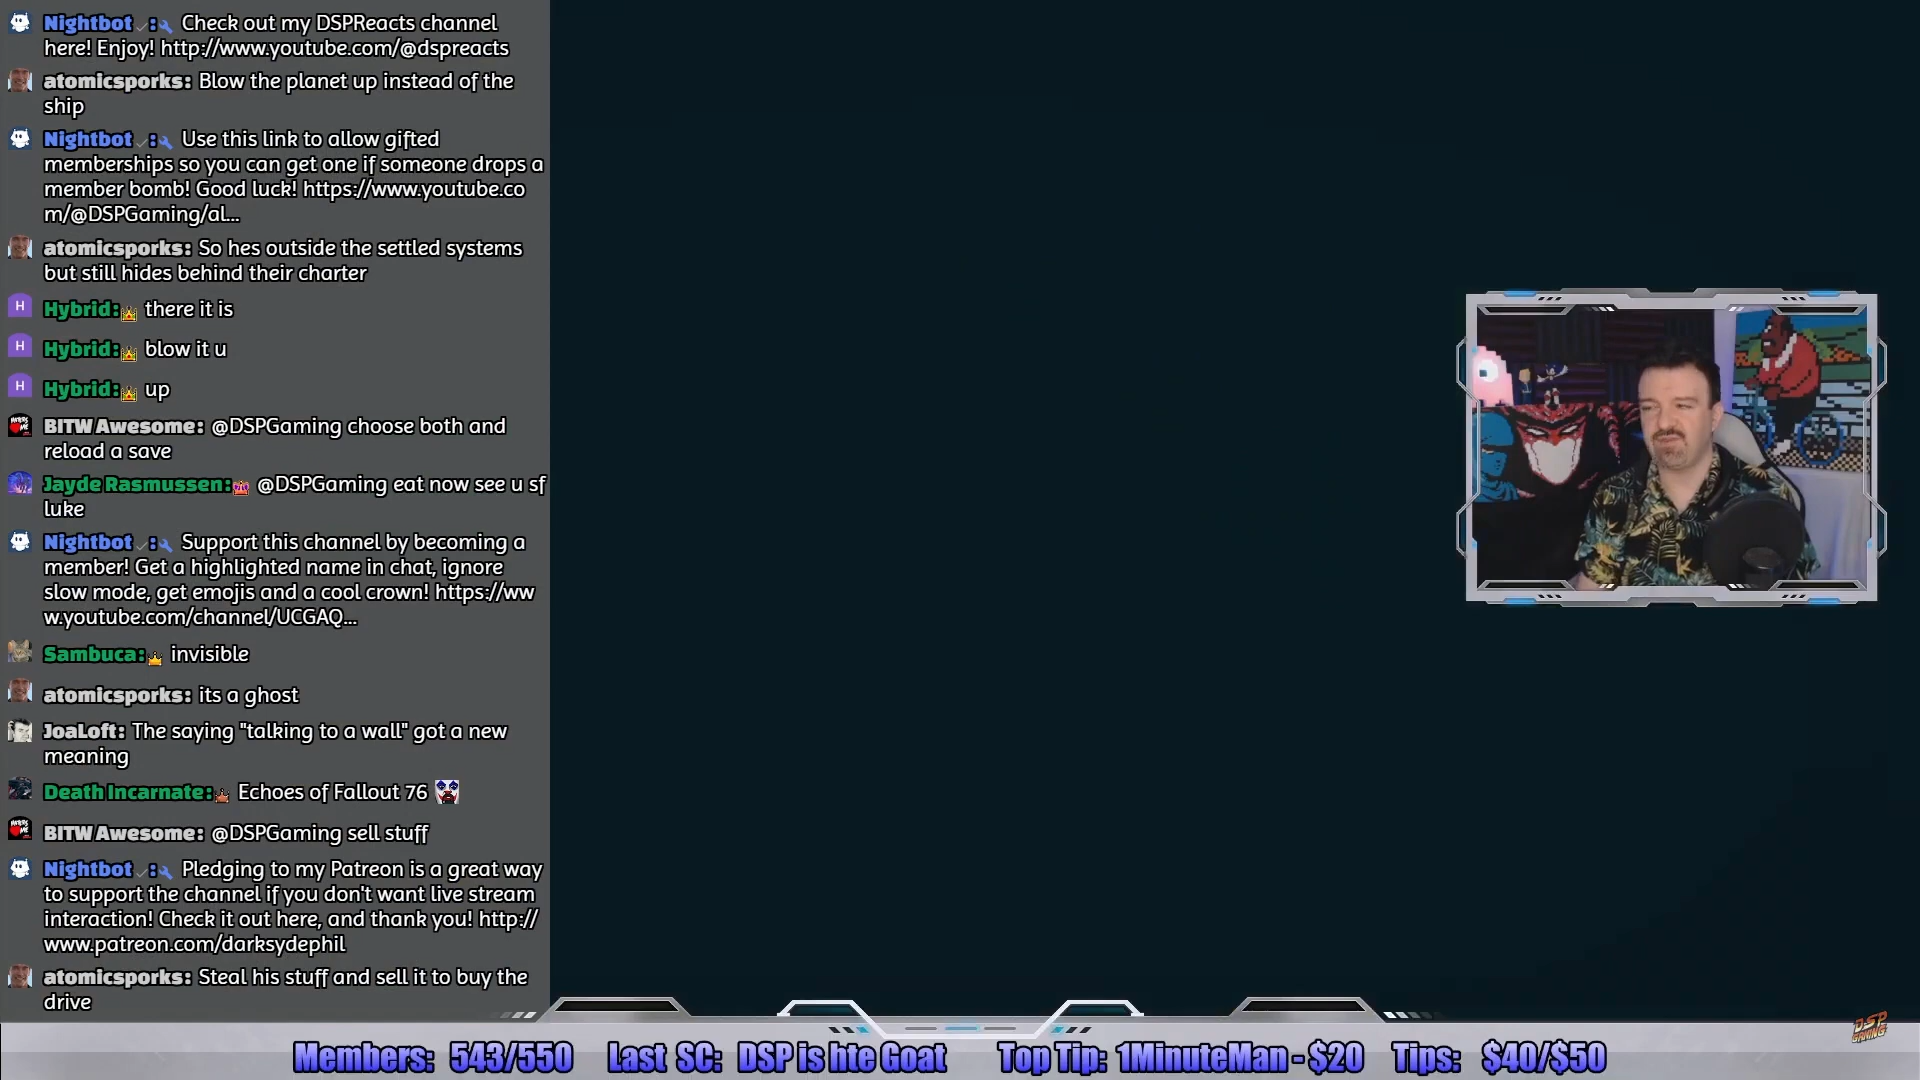 Nightbot: Check out my DSPReacts channel
here! Enjoy! http://www.youtube.com/@dspreacts
atomicsporks: Blow the planet up instead of the
ship
Nightbot: Use this link to allow gifted
memberships so you can get one if someone drops a
member bomb! Good luck! https://www.youtube.co
m/@DSPGaming/al...
atomicsporks: So hes outside the settled systems
but still hides behind their charter
H Hybrid: there it is
H Hybrid: blow it u
H Hybrid: up
BITW Awesome: @DSPGaming choose both and
reload a save
Jayde Rasmussen: @DSPGaming eat now see u sf
luke
Nightbot: Support this channel by becoming a
member! Get a highlighted name in chat, ignore
slow mode, get emojis and a cool crown! https://ww
w.youtube.com/channel/UCGAQ...
Sambuca: invisible
atomicsporks: its a ghost
JoaLoft: The saying "talking to a wall" got a new
meaning
Death Incarnate: Echoes of Fallout 76
BITW Awesome: @DSPGaming sell stuff
Nightbot: Pledging to my Patreon is a great way
to support the channel if you don't want live stream
interaction! Check it out here, and thank you! http://
www.patreon.com/darksydephil
atomicsporks: Steal his stuff and sell it to buy the
drive
DSP
GAMING
Members: 543/550 Last SC: DSP is hte Goat Top Tip: 1MinuteMan - $20 Tips: $40/$50